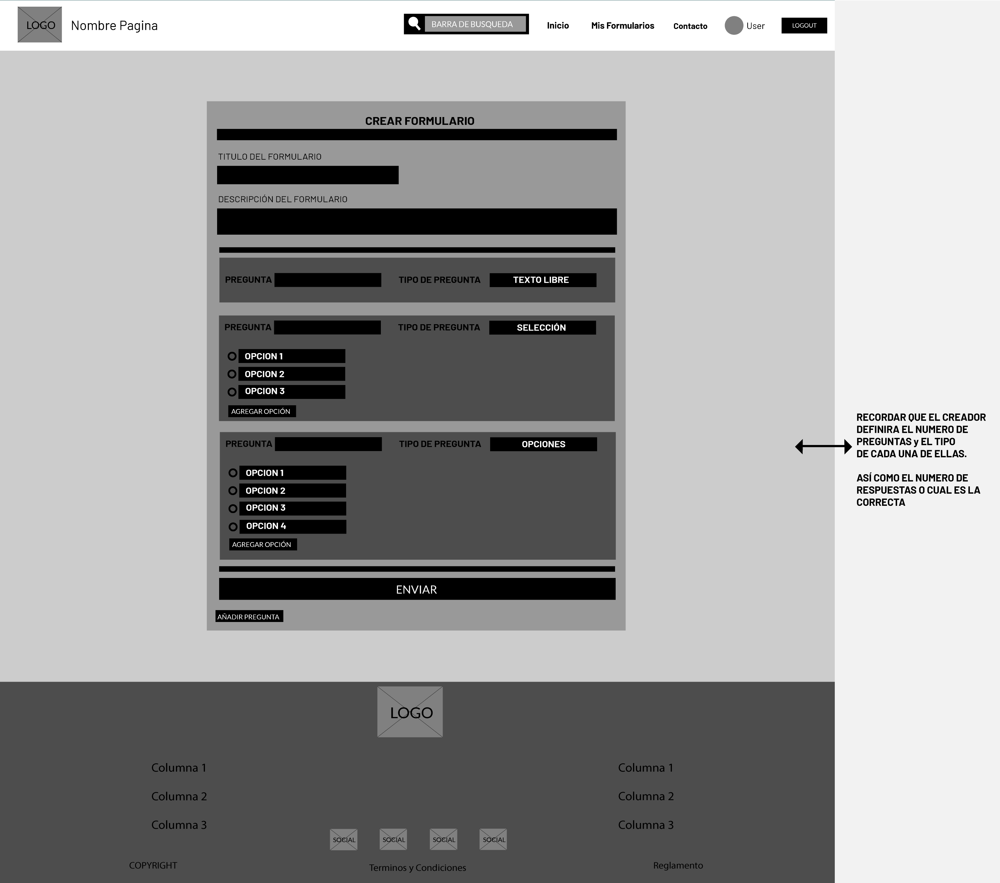 LOGO
Nombre Pagina
BARRA DE BUSQUEDA
Inicio
Mis Formularios
Contacto
User
LOGOUT
CREAR FORMULARIO
TITULO DEL FORMULARIO
DESCRIPCIÓN DEL FORMULARIO
PREGUNTA
TIPO DE PREGUNTA
TEXTO LIBRE
PREGUNTA
TIPO DE PREGUNTA
SELECCIÓN
OPCION 1
OPCION 2
OPCION 3
AGREGAR OPCIÓN
PREGUNTA
TIPO DE PREGUNTA
OPCIONES
OPCION 1
OPCION 2
OPCION 3
OPCION 4
AGREGAR OPCIÓN
ENVIAR
AÑADIR PREGUNTA
RECORDAR QUE EL CREADOR
DEFINIRA EL NUMERO DE
PREGUNTAS y EL TIPO
DE CADA UNA DE ELLAS.
ASÍ COMO EL NUMERO DE
RESPUESTAS O CUAL ES LA
CORRECTA
LOGO
Columna 1
Columna 2
Columna 3
Columna 1
Columna 2
Columna 3
SOCIAL
SOCIAL
SOCIAL
SOCIAL
COPYRIGHT
Terminos y Condiciones
Reglamento